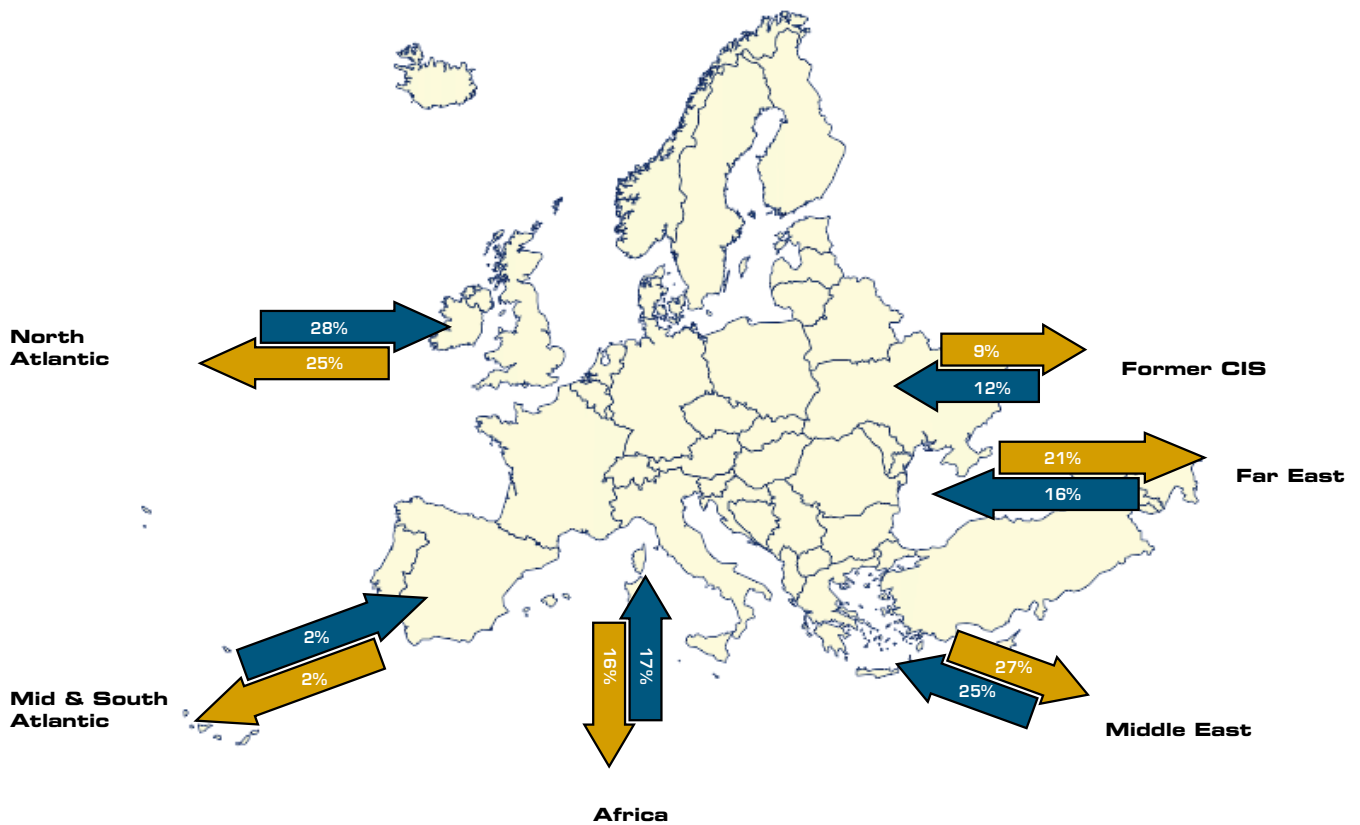 North
Atlantic
28%
25%
9%
12%
Former CIS
21%
16%
Far East
2%
2%
Mid & South
Atlantic
16%
17%
Africa
27%
25%
Middle East